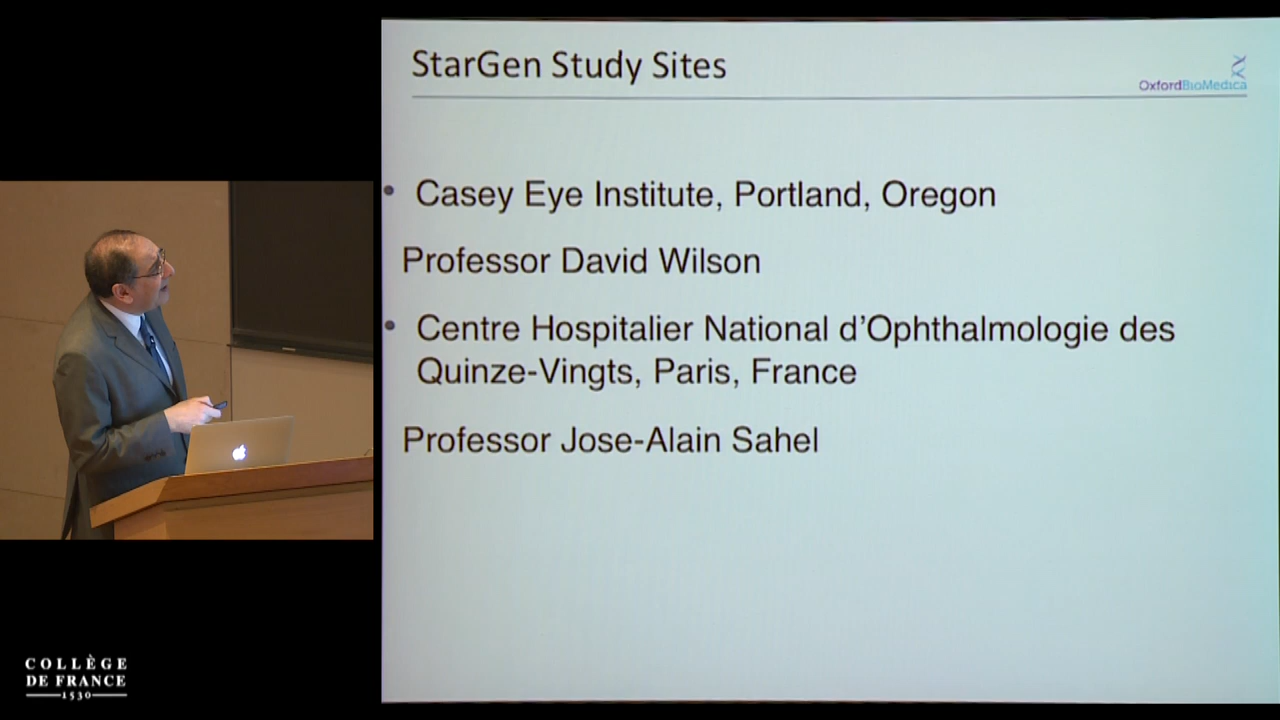 StarGen Study Sites
OxfordBioMedica
• Casey Eye Institute, Portland, Oregon
Professor David Wilson
• Centre Hospitalier National d’Ophthalmologie des
Quinze-Vingts, Paris, France
Professor Jose-Alain Sahel
COLLÈGE
DE FRANCE
1530